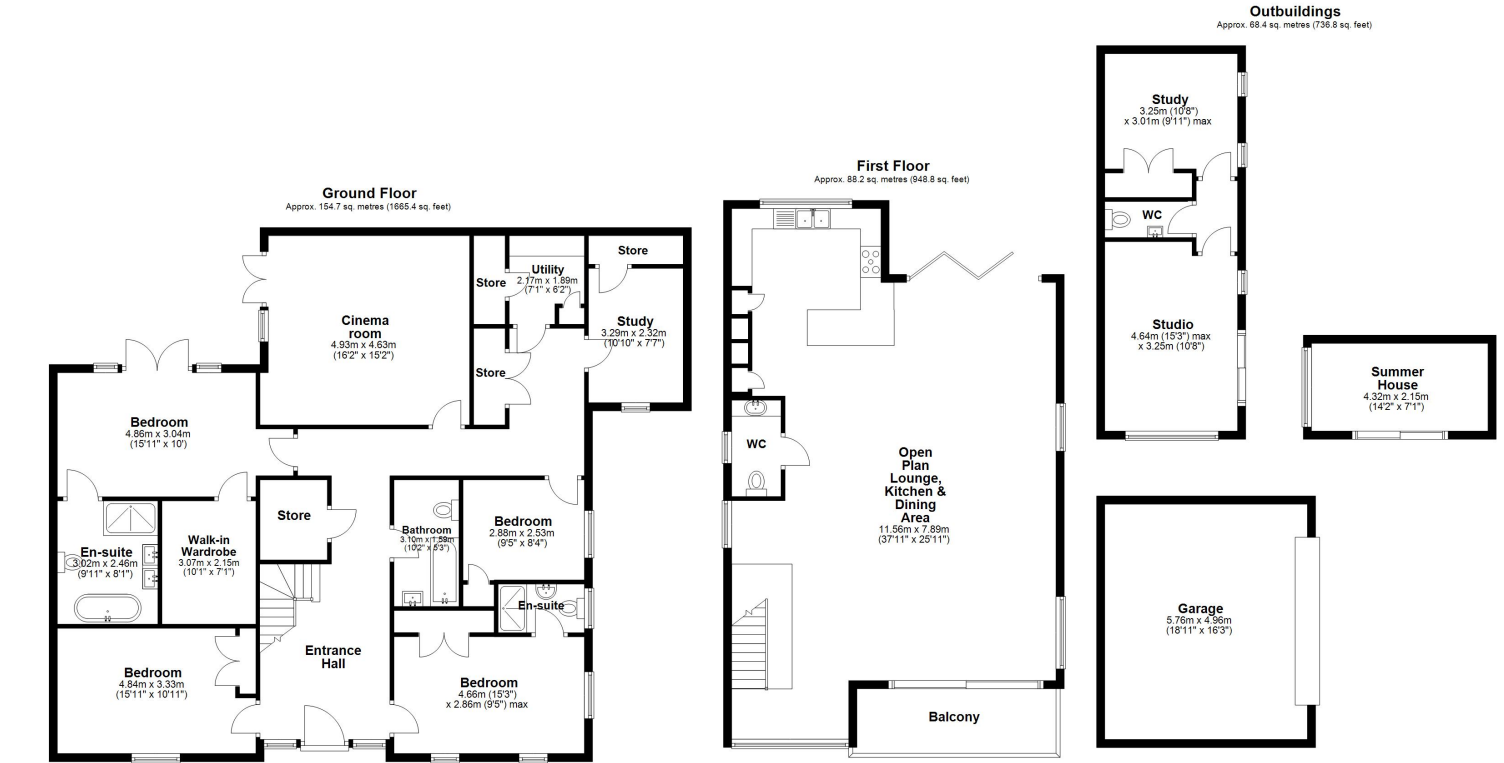 Outbuildings
Approx. 68.4 sq. metres (736.8 sq. feet)
Study
3.25m (10'8")
x 3.01m (9'11") max
WC
Studio
4.64m (15'3") max
x 3.25m (10'8")
Summer
House
4.32m x 2.15m
(14'2" x 7'1")
Garage
5.76m x 4.96m
(18'11" x 16'3")
First Floor
Approx. 88.2 sq. metres (948.8 sq. feet)
WC
Open
Plan
Lounge,
Kitchen &
Dining
Area
11.56m x 7.89m
(37'11" x 25'11")
Balcony
Ground Floor
Approx. 154.7 sq. metres (1665.4 sq. feet)
Cinema
room
4.93m x 4.63m
(16'2" x 15'2")
Store
Utility
2.17m x 1.89m
(7'1" x 6'2")
Store
Study
3.29m x 2.32m
(10'10" x 7'7")
Store
Bedroom
4.86m x 3.04m
(15'11" x 10')
Store
En-suite
3.02m x 2.46m
(9'11" x 8'1")
Walk-in
Wardrobe
3.07m x 2.15m
(10'1" x 7'1")
Bathroom
3.10m x 1.59m
(10'2" x 5'3")
Bedroom
2.88m x 2.53m
(9'5" x 8'4")
En-suite
Entrance
Hall
Bedroom
4.84m x 3.33m
(15'11" x 10'11")
Bedroom
4.66m (15'3")
x 2.86m (9'5") max